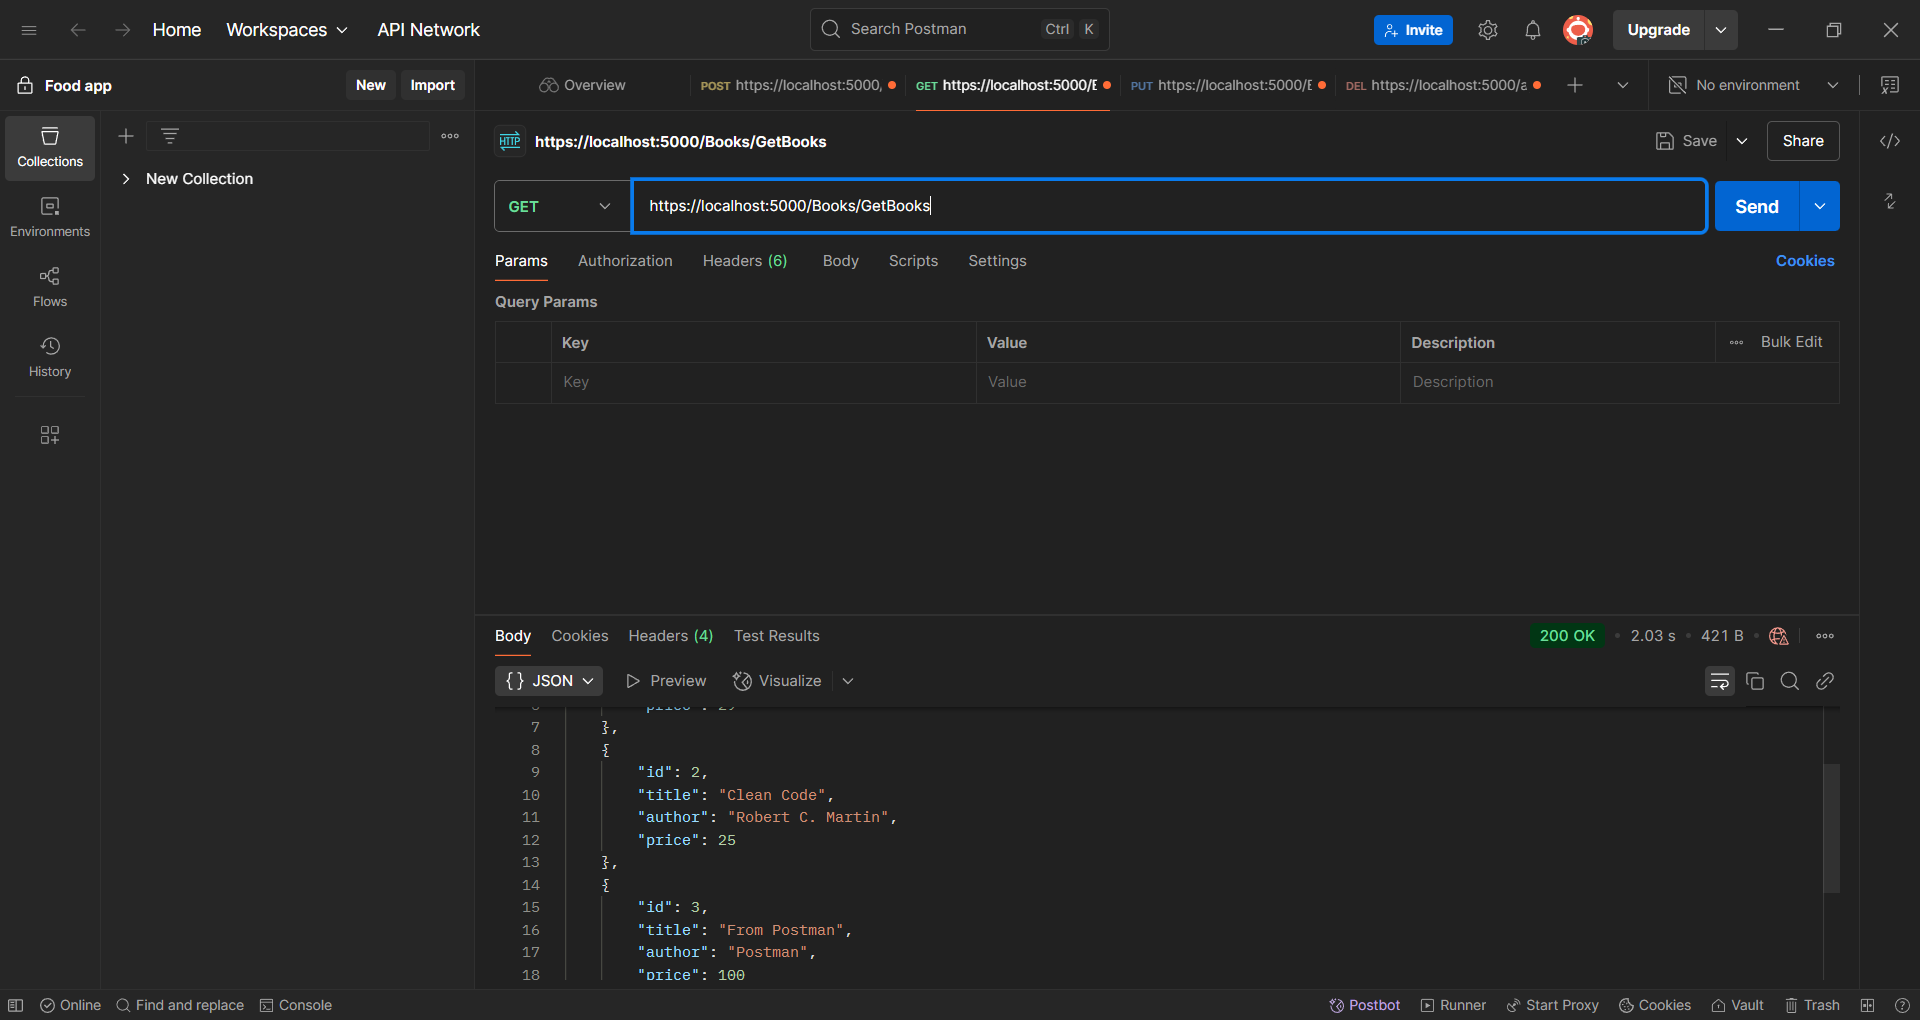 Home Workspaces API Network Search Postman Ctrl K Invite Upgrade
Food app New Import Overview POST https://localhost:5000, GET https://localhost:5000/E PUT https://localhost:5000/E DEL https://localhost:5000/a No environment
Collections
Environments
Flows
History
New Collection
HTTP https://localhost:5000/Books/GetBooks Save Share
GET https://localhost:5000/Books/GetBooks Send
Params Authorization Headers (6) Body Scripts Settings Cookies
Query Params
Key Value Description Bulk Edit
Key Value Description
Body Cookies Headers (4) Test Results 200 OK 2.03 s 421 B
{} JSON Preview Visualize
7 },
8 {
9 "id": 2,
10 "title": "Clean Code",
11 "author": "Robert C. Martin",
12 "price": 25
13 },
14 {
15 "id": 3,
16 "title": "From Postman",
17 "author": "Postman",
18 "price": 100
Online Find and replace Console Postbot Runner Start Proxy Cookies Vault Trash